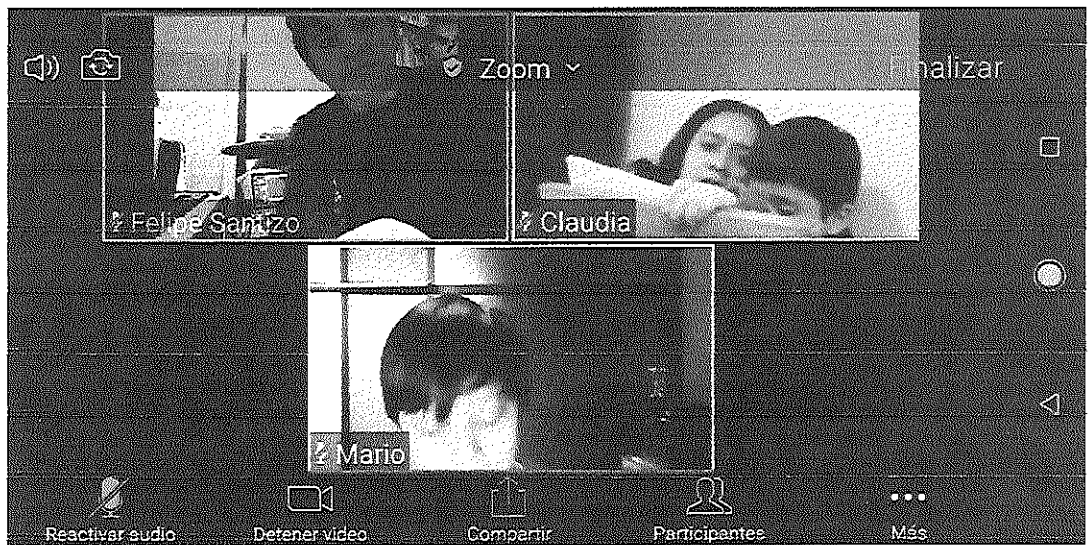 Zoom
Finalizar
Felipe Santizo
Claudia
Mario
Reactivar audio
Detener video
Compartir
Participantes
Más